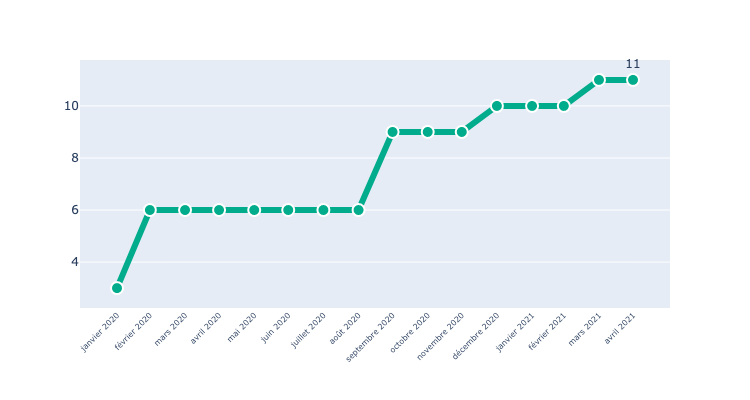 11
10
8
6
4
janvier 2020
février 2020
mars 2020
avril 2020
mai 2020
juin 2020
juillet 2020
août 2020
septembre 2020
octobre 2020
novembre 2020
décembre 2020
janvier 2021
février 2021
mars 2021
avril 2021